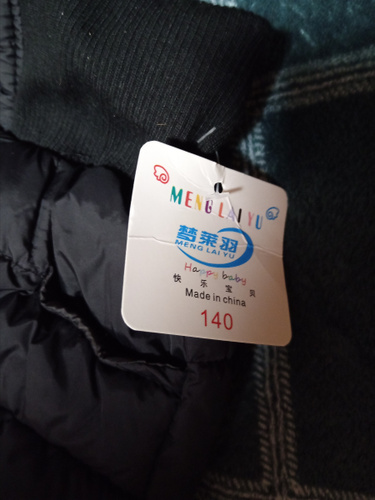 MENG LAI YU
梦莱羽
MENG LAI YU
Happy baby
快乐宝贝
Made in china
140